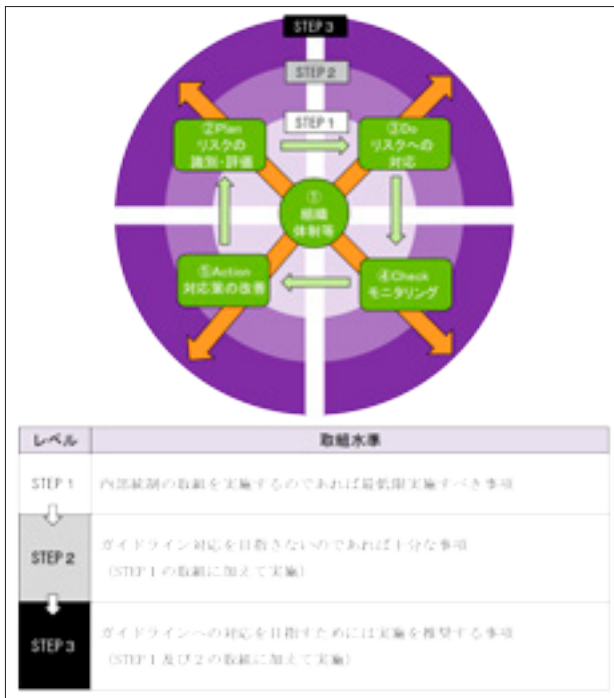 STEP 3
STEP 2
STEP 1
②Plan
リスクの
識別・評価
③Do
リスクへの
対応
①
組織
体制等
⑤Action
対応策の改善
④Check
モニタリング
レベル
取組水準
STEP 1
内部統制の取組を実施するのであれば最低限実施すべき事項
STEP 2
ガイドライン対応を目指さないのであれば十分な事項
（STEP 1 の取組に加えて実施）
STEP 3
ガイドラインへの対応を目指すためには実施を推奨する事項
（STEP 1 及び 2 の取組に加えて実施）